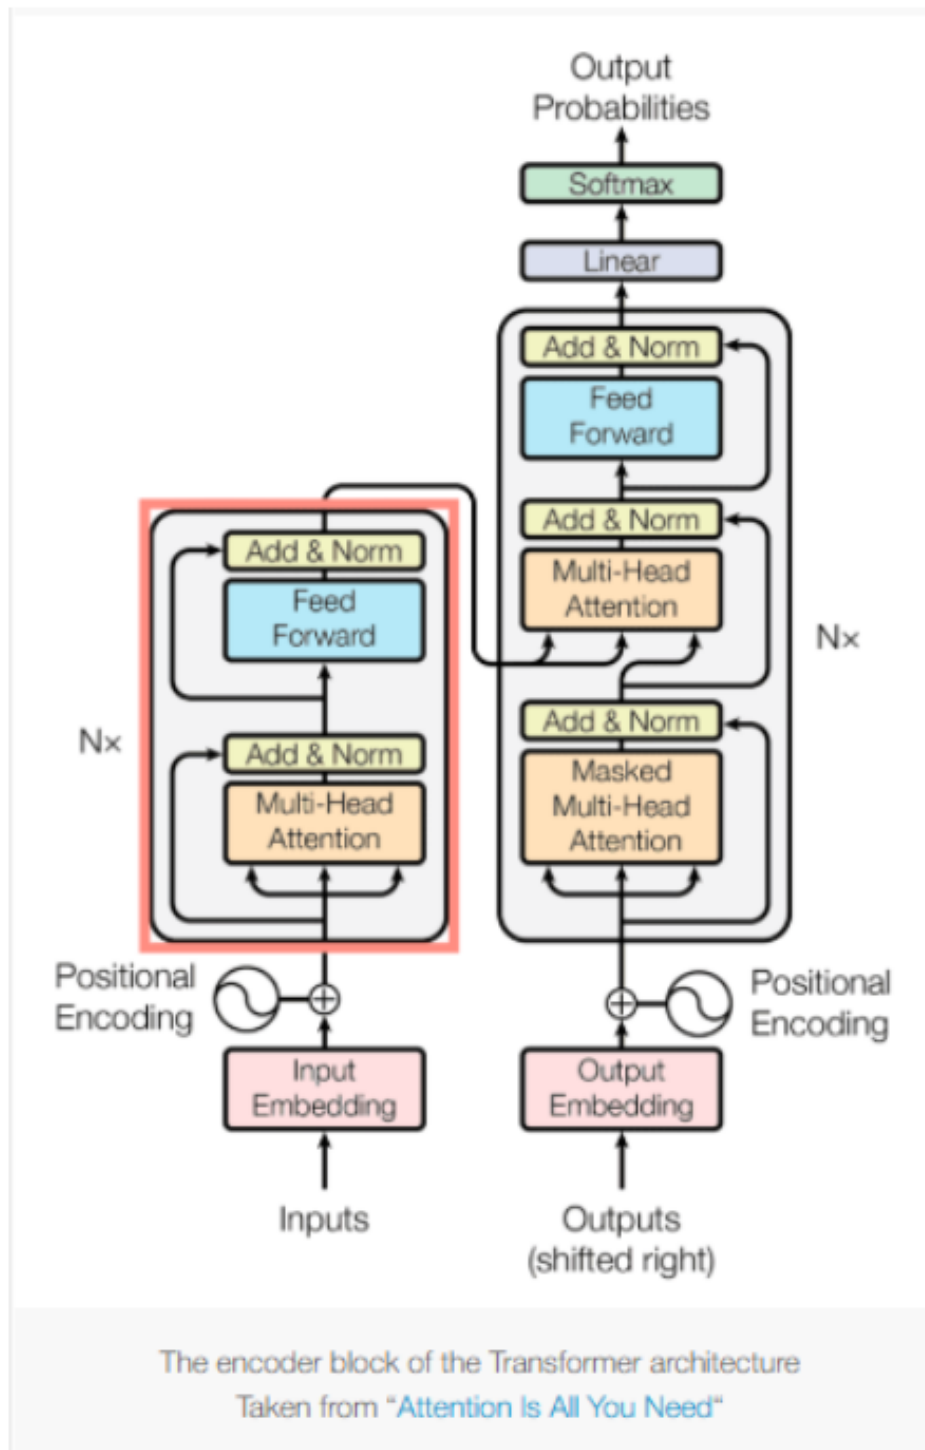 Output
Probabilities
Softmax
Linear
Add & Norm
Feed
Forward
Add & Norm
Multi-Head
Attention
Add & Norm
Masked
Multi-Head
Attention
N×
Add & Norm
Feed
Forward
Add & Norm
Multi-Head
Attention
N×
Positional
Encoding
Positional
Encoding
Input
Embedding
Output
Embedding
Inputs
Outputs
(shifted right)
The encoder block of the Transformer architecture
Taken from “Attention Is All You Need“